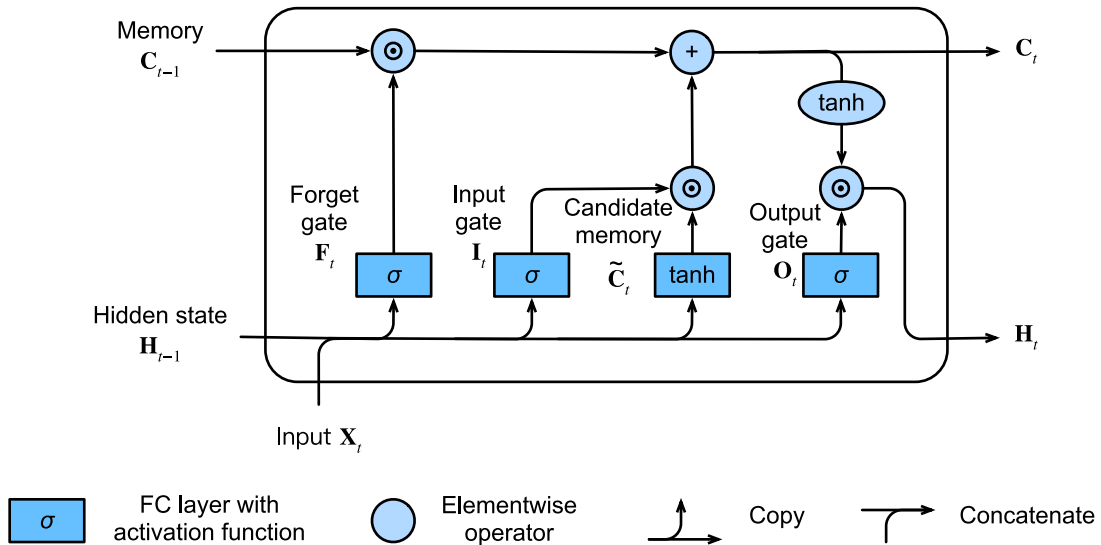 Memory
C_{t−1}
⊙
+
C_t
tanh
Forget
gate
F_t
Input
gate
I_t
⊙
Candidate
memory
C̃_t
Output
gate
O_t
⊙
σ
σ
tanh
σ
Hidden state
H_{t−1}
H_t
Input X_t
σ
FC layer with
activation function
Elementwise
operator
Copy
Concatenate